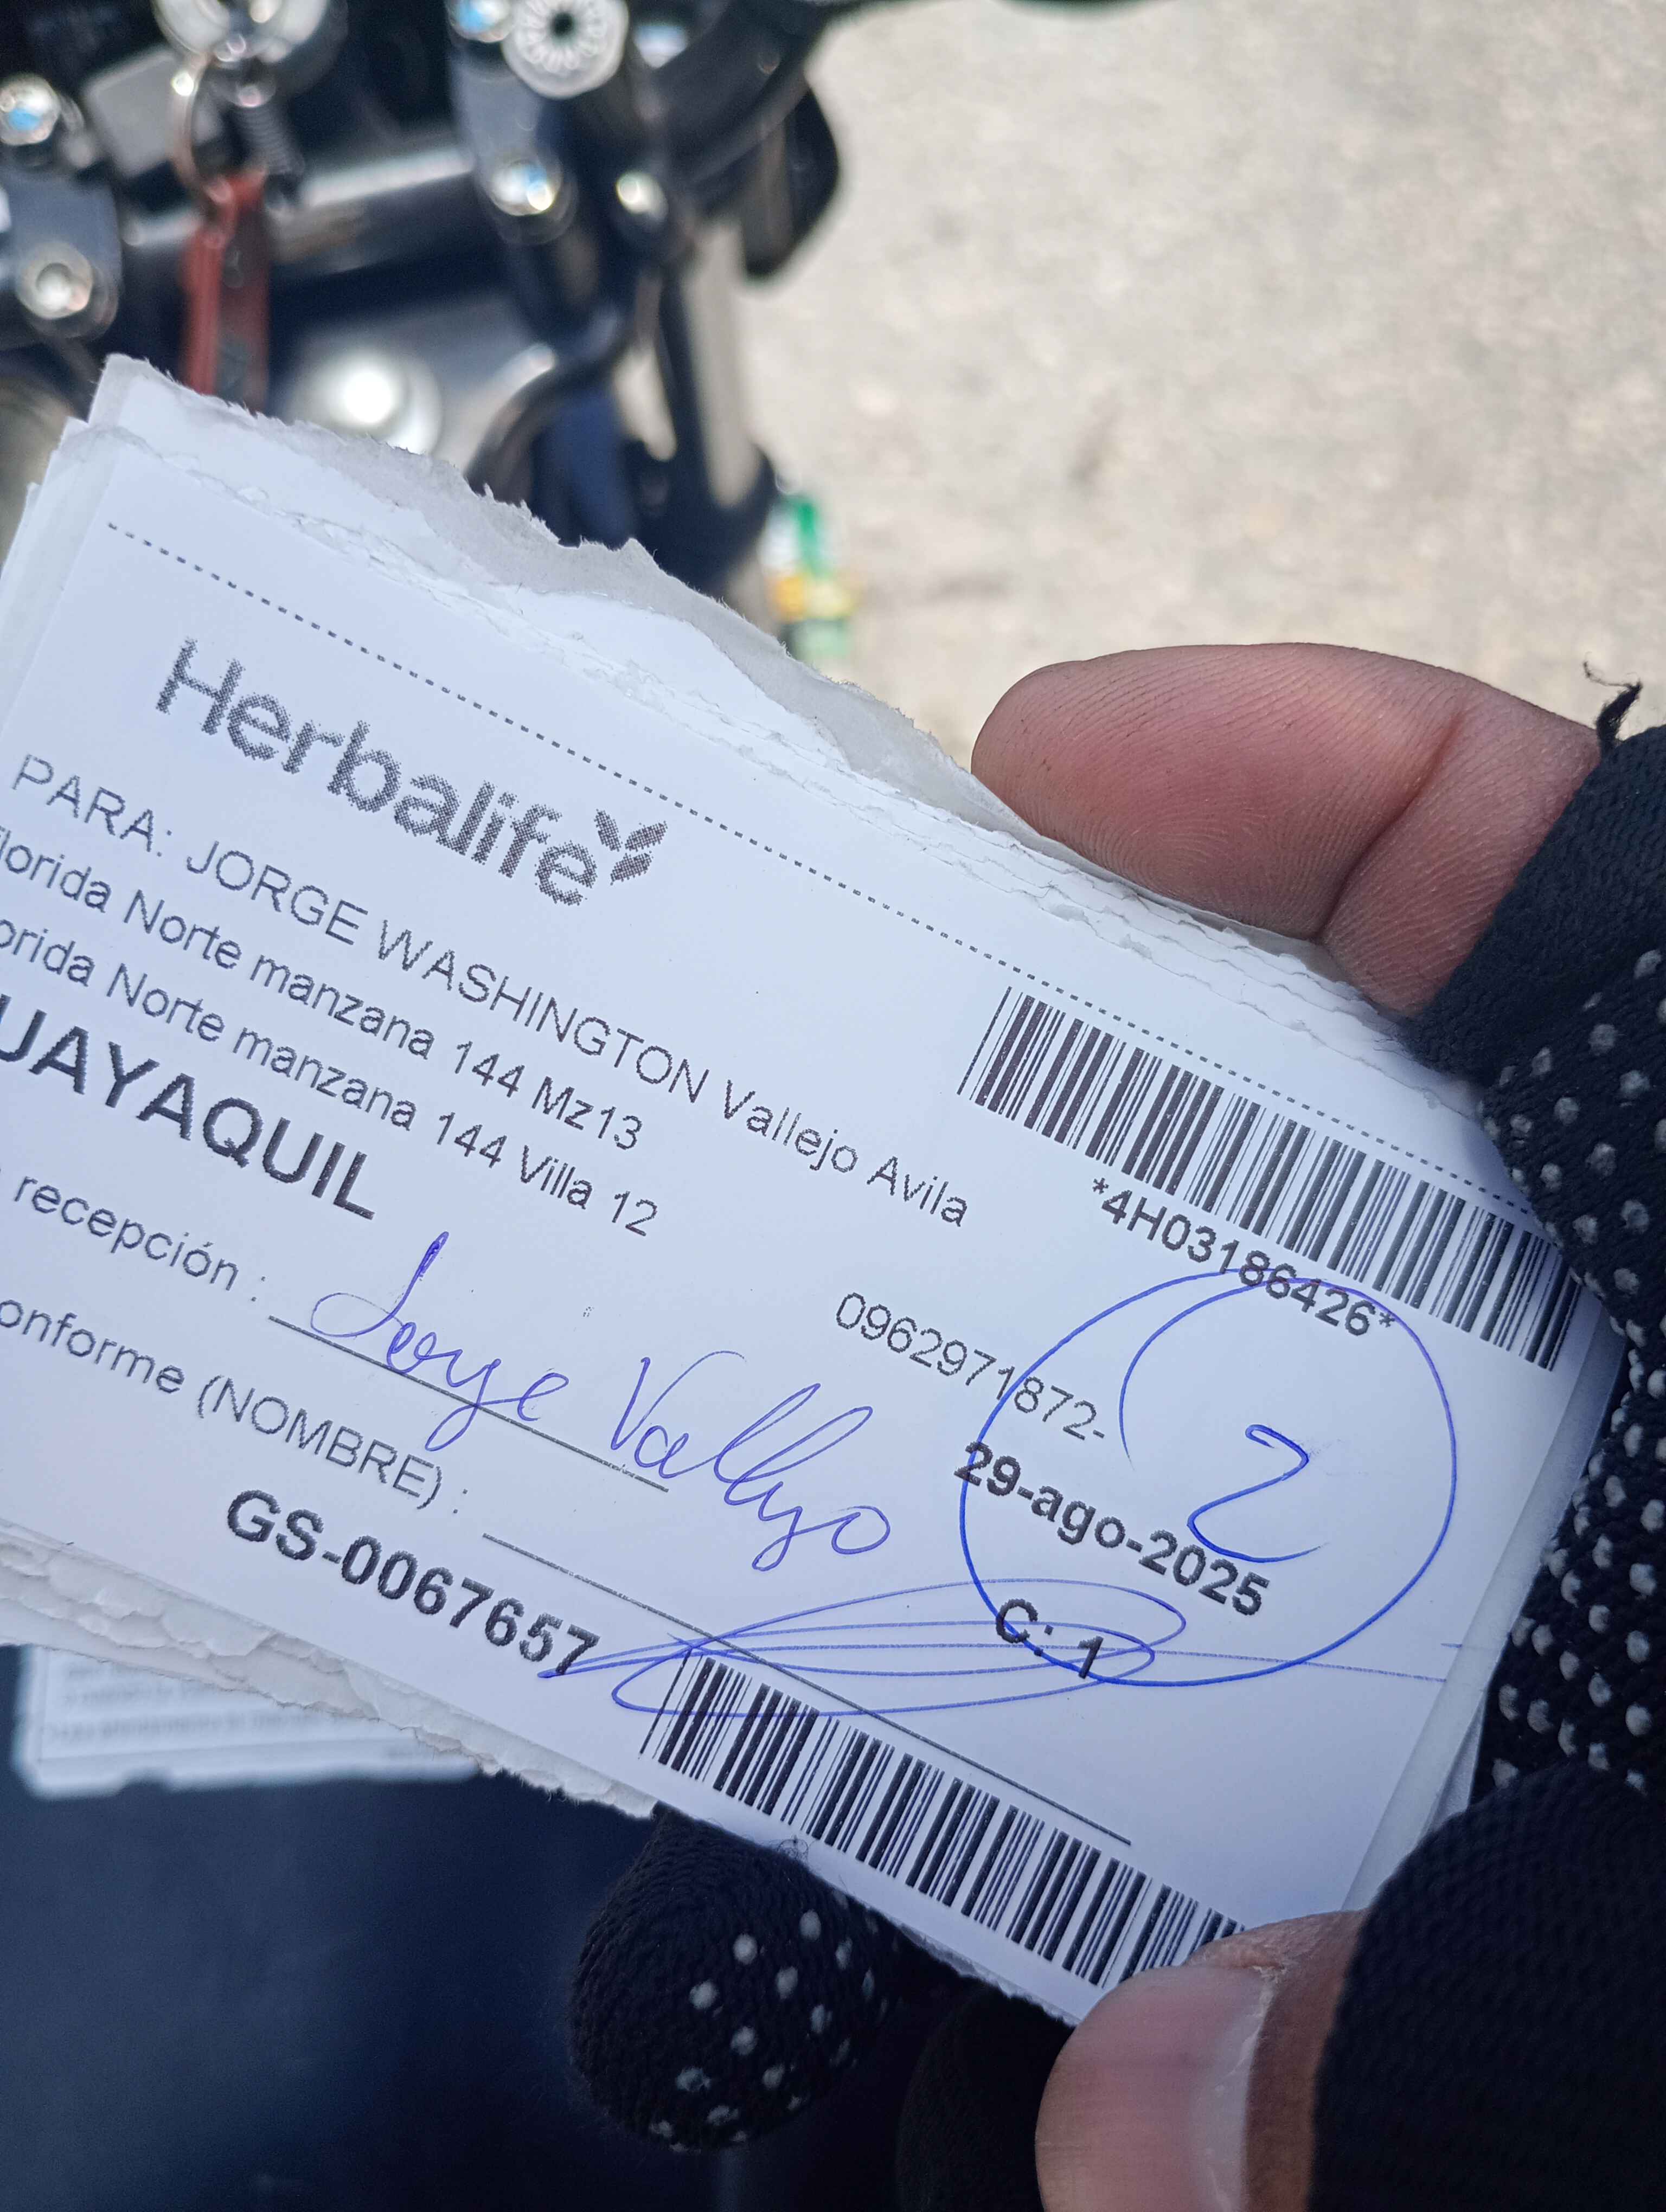 Herbalife
PARA: JORGE WASHINGTON Vallejo Avila
lorida Norte manzana 144 Mz13
orida Norte manzana 144 Villa 12
UAYAQUIL
*4H03186426*
0962971872-
recepción : Jorge Vallejo
29-ago-2025
2
onforme (NOMBRE) :
C: 1
GS-0067657